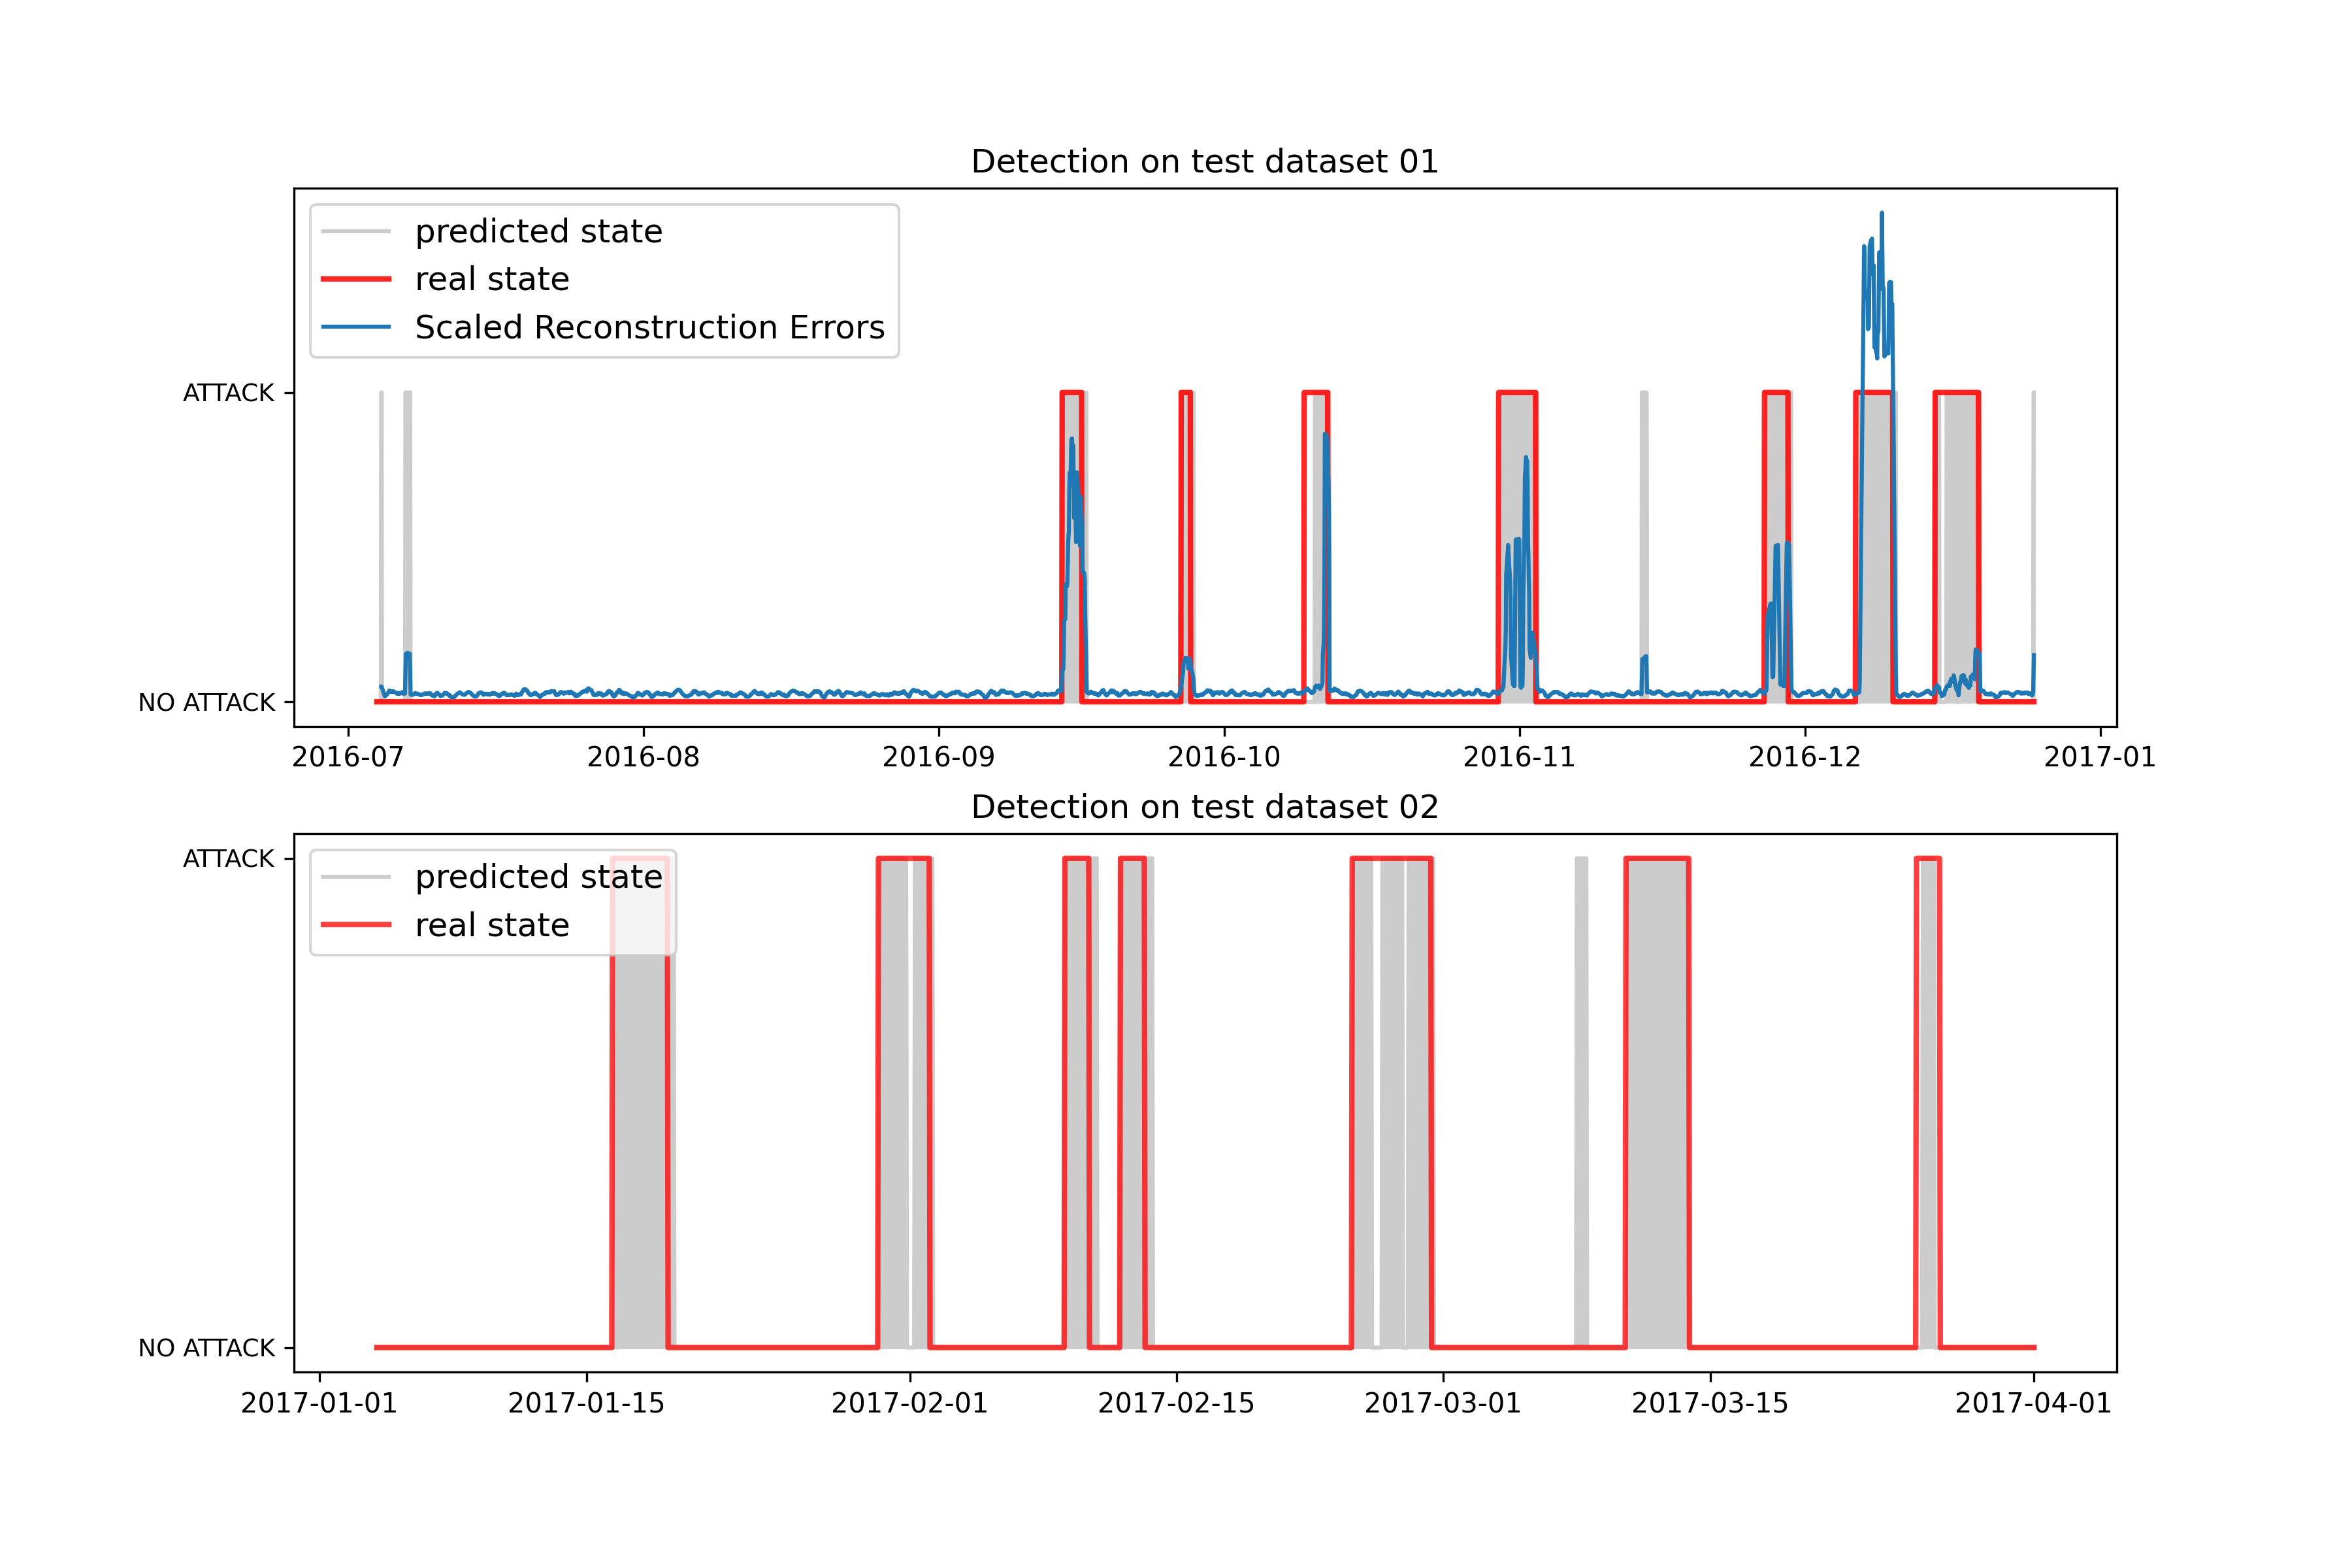 Detection on test dataset 01
predicted state
real state
Scaled Reconstruction Errors
ATTACK
NO ATTACK
2016-07 2016-08 2016-09 2016-10 2016-11 2016-12 2017-01
Detection on test dataset 02
ATTACK
predicted state
real state
NO ATTACK
2017-01-01 2017-01-15 2017-02-01 2017-02-15 2017-03-01 2017-03-15 2017-04-01